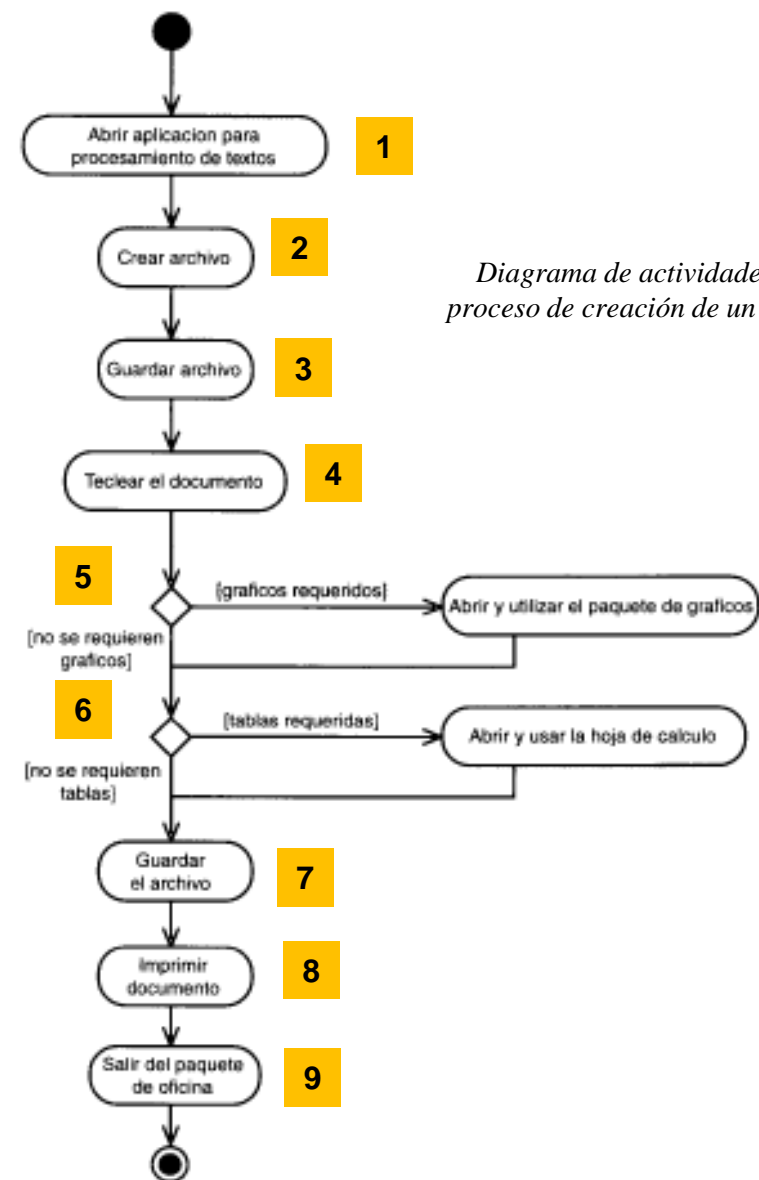 Abrir aplicacion para
procesamiento de textos
1
Crear archivo
2
Diagrama de actividade
proceso de creación de un
Guardar archivo
3
Teclear el documento
4
5
[graficos requeridos]
Abrir y utilizar el paquete de graficos
[no se requieren
graficos]
6
[tablas requeridas]
Abrir y usar la hoja de calculo
[no se requieren
tablas]
Guardar
el archivo
7
Imprimir
documento
8
Salir del paquete
de oficina
9